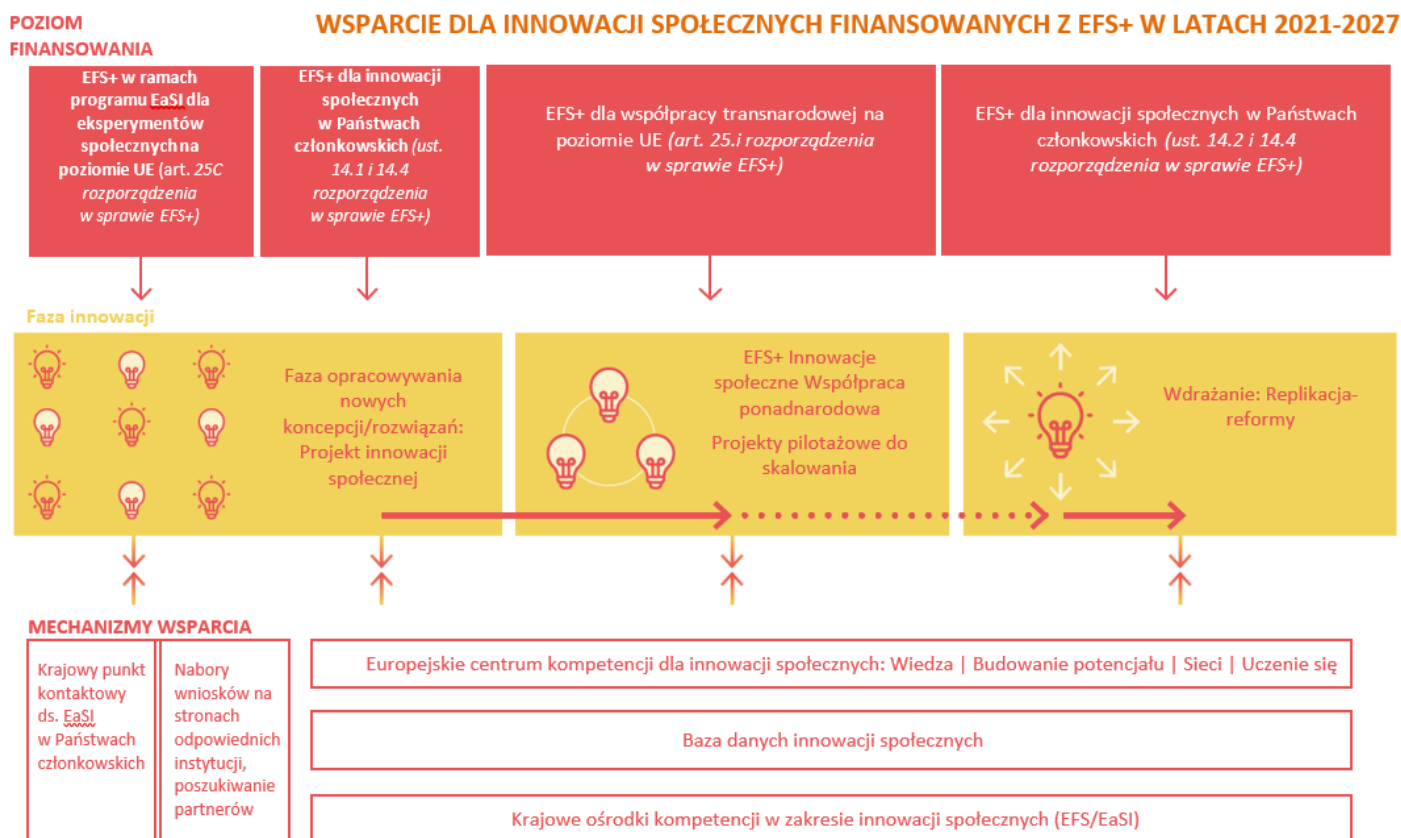 POZIOM
FINANSOWANIA
WSPARCIE DLA INNOWACJI SPOŁECZNYCH FINANSOWANYCH Z EFS+ W LATACH 2021-2027
EFS+ w ramach
programu EaSI dla
eksperymentów
społecznych na
poziomie UE (art. 25C
rozporządzenia
w sprawie EFS+)
EFS+ dla innowacji
społecznych
w Państwach
członkowskich (ust.
14.1 i 14.4
rozporządzenia
w sprawie EFS+)
EFS+ dla współpracy transnarodowej na
poziomie UE (art. 25.i rozporządzenia
w sprawie EFS+)
EFS+ dla innowacji społecznych w Państwach
członkowskich (ust. 14.2 i 14.4
rozporządzenia w sprawie EFS+)
Faza innowacji
Faza opracowywania
nowych
koncepcji/rozwiązań:
Projekt innowacji
społecznej
EFS+ Innowacje
społeczne Współpraca
ponadnarodowa
Projekty pilotażowe do
skalowania
Wdrażanie: Replikacja-
reformy
MECHANIZMY WSPARCIA
Krajowy punkt
kontaktowy
ds. EaSI
w Państwach
członkowskich
Nabory
wniosków na
stronach
odpowiednich
instytucji,
poszukiwanie
partnerów
Europejskie centrum kompetencji dla innowacji społecznych: Wiedza | Budowanie potencjału | Sieci | Uczenie się
Baza danych innowacji społecznych
Krajowe ośrodki kompetencji w zakresie innowacji społecznych (EFS/EaSI)